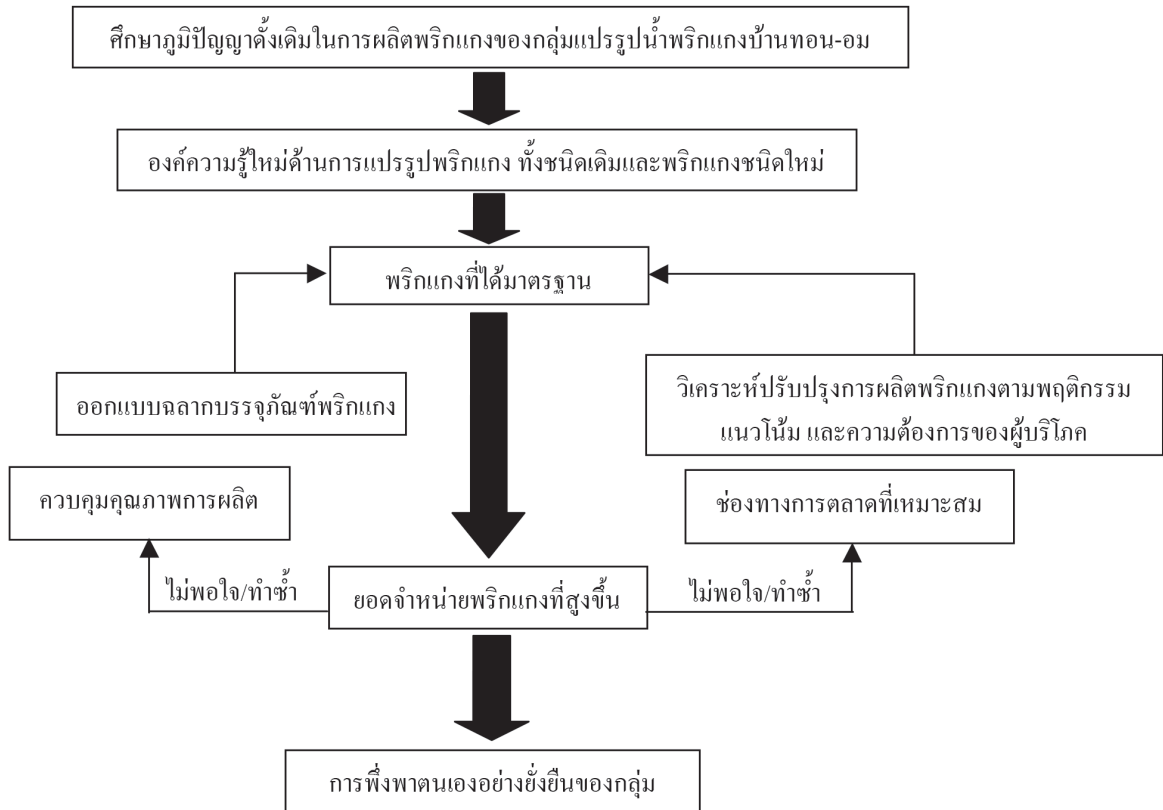 ศึกษาภูมิปัญญาดั้งเดิมในการผลิตพริกแกงของกลุ่มแปรรูปน้ำพริกแกงบ้านทอน-อม
องค์ความรู้ใหม่ด้านการแปรรูปพริกแกง ทั้งชนิดเดิมและพริกแกงชนิดใหม่
พริกแกงที่ได้มาตรฐาน
ออกแบบฉลากบรรจุภัณฑ์พริกแกง
วิเคราะห์ปรับปรุงการผลิตพริกแกงตามพฤติกรรม
แนวโน้ม และความต้องการของผู้บริโภค
ควบคุมคุณภาพการผลิต
ช่องทางการตลาดที่เหมาะสม
ไม่พอใจ/ทำซ้ำ
ยอดจำหน่ายพริกแกงที่สูงขึ้น
ไม่พอใจ/ทำซ้ำ
การพึ่งพาตนเองอย่างยั่งยืนของกลุ่ม